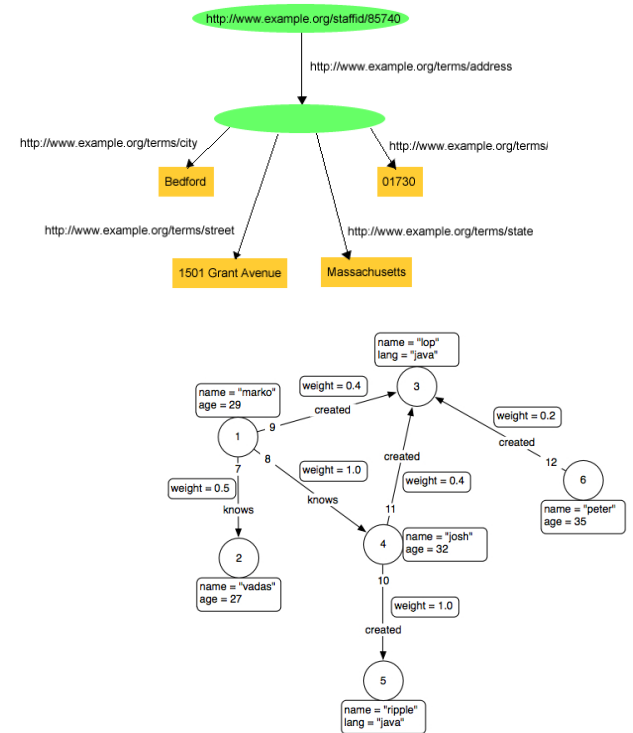 http://www.example.org/staffid/85740
http://www.example.org/terms/address
http://www.example.org/terms/city
http://www.example.org/terms/
Bedford
01730
http://www.example.org/terms/street
http://www.example.org/terms/state
1501 Grant Avenue
Massachusetts
name = "lop"
lang = "java"
name = "marko"
age = 29
weight = 0.4
3
weight = 0.2
9
created
1
created
8
created
7
weight = 1.0
12
weight = 0.5
weight = 0.4
6
knows
knows
11
name = "peter"
age = 35
2
4
name = "josh"
age = 32
10
name = "vadas"
age = 27
weight = 1.0
created
5
name = "ripple"
lang = "java"